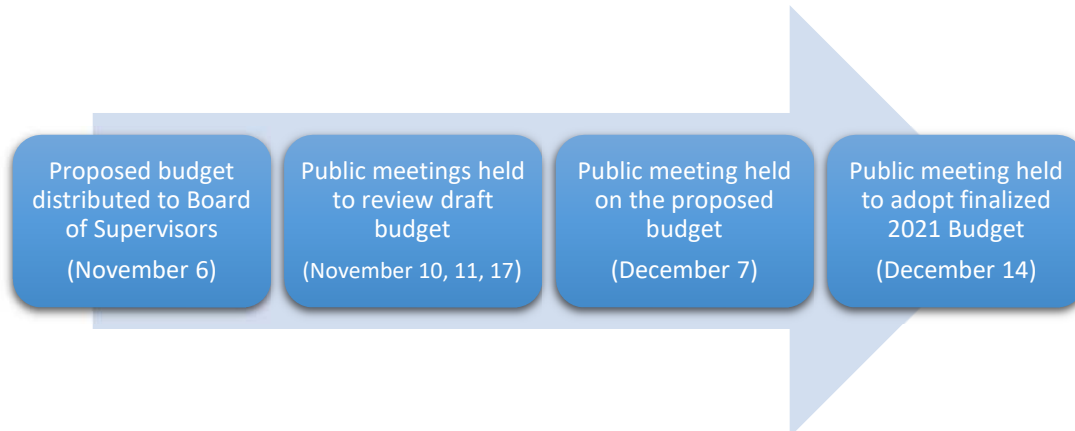 Proposed budget
distributed to Board
of Supervisors
(November 6)
Public meetings held
to review draft
budget
(November 10, 11, 17)
Public meeting held
on the proposed
budget
(December 7)
Public meeting held
to adopt finalized
2021 Budget
(December 14)